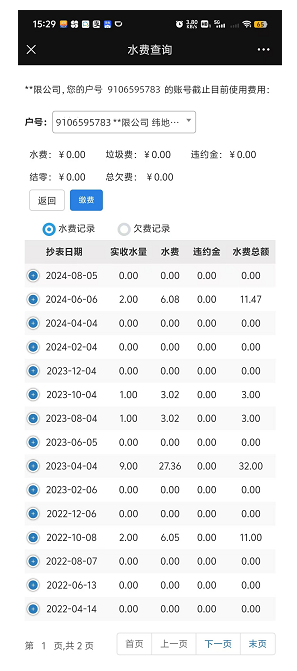 15:29 3.80 KB/s 5G 65
水费查询
**限公司, 您的户号 9106595783 的账号截止目前使用费用：
户号： 9106595783 **限公司 纬地…
水费：￥0.00 垃圾费：￥0.00 违约金：￥0.00
结零：￥0.00 总欠费：￥0.00
返回 缴费
水费记录 欠费记录
抄表日期 实收水量 水费 违约金 水费总额
2024-08-05 0.00 0.00 0.00 0.00
2024-06-06 2.00 6.08 0.00 11.47
2024-04-04 0.00 0.00 0.00 0.00
2024-02-04 0.00 0.00 0.00 0.00
2023-12-04 0.00 0.00 0.00 0.00
2023-10-04 1.00 3.02 0.00 3.00
2023-08-04 1.00 3.02 0.00 3.00
2023-06-05 0.00 0.00 0.00 0.00
2023-04-04 9.00 27.36 0.00 32.00
2023-02-06 0.00 0.00 0.00 0.00
2022-12-06 0.00 0.00 0.00 0.00
2022-10-08 2.00 6.05 0.00 11.00
2022-08-07 0.00 0.00 0.00 0.00
2022-06-13 0.00 0.00 0.00 0.00
2022-04-14 0.00 0.00 0.00 0.00
第 1 页,共 2 页 首页 上一页 下一页 末页